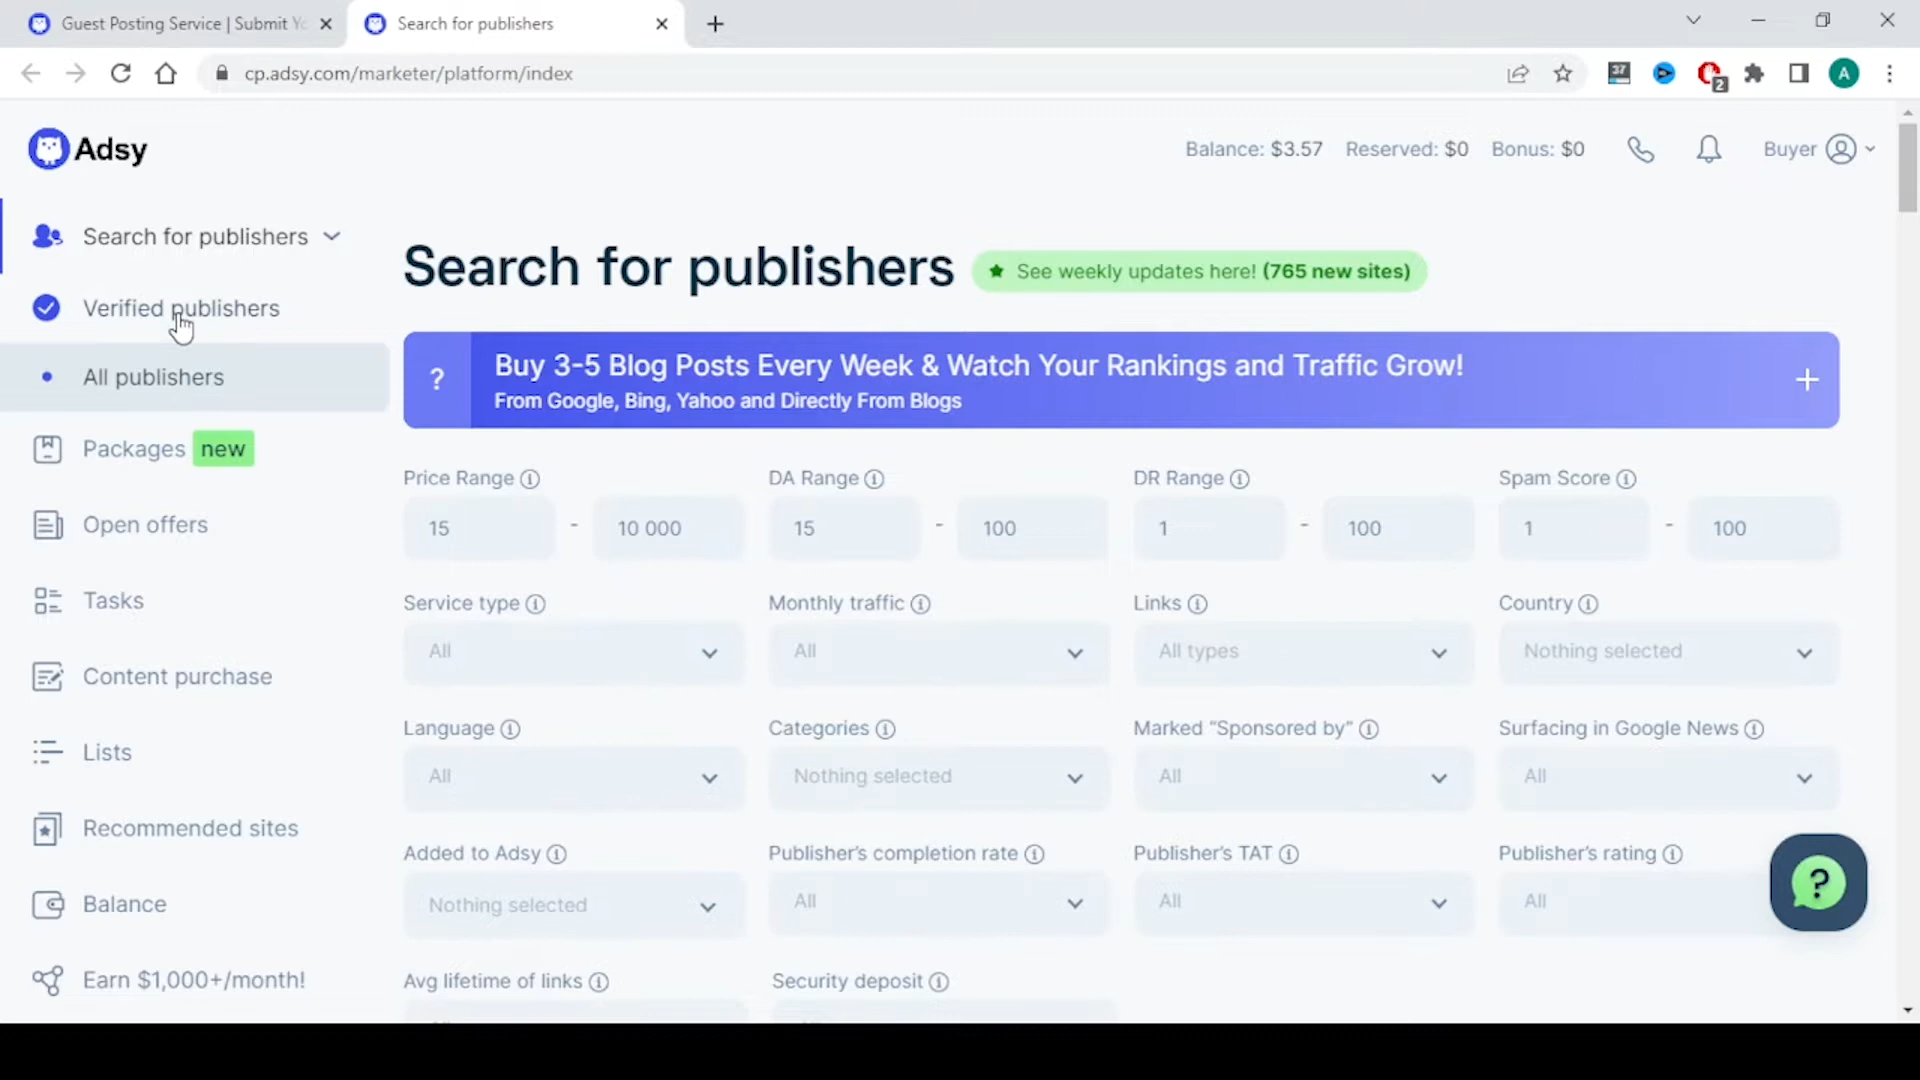 Guest Posting Service | Submit Yo
Search for publishers
cp.adsy.com/marketer/platform/index
37
2
A
Adsy
Balance: $3.57 Reserved: $0 Bonus: $0
Buyer
Search for publishers
Verified publishers
All publishers
Packages new
Open offers
Tasks
Content purchase
Lists
Recommended sites
Balance
Earn $1,000+/month!
Search for publishers
See weekly updates here! (765 new sites)
?
Buy 3-5 Blog Posts Every Week & Watch Your Rankings and Traffic Grow!
From Google, Bing, Yahoo and Directly From Blogs
+
Price Range DA Range DR Range Spam Score
15 - 10 000 15 - 100 1 - 100 1 - 100
Service type Monthly traffic Links Country
All All All types Nothing selected
Language Categories Marked “Sponsored by” Surfacing in Google News
All Nothing selected All All
Added to Adsy Publisher’s completion rate Publisher’s TAT Publisher’s rating
Nothing selected All All All
?
Avg lifetime of links Security deposit